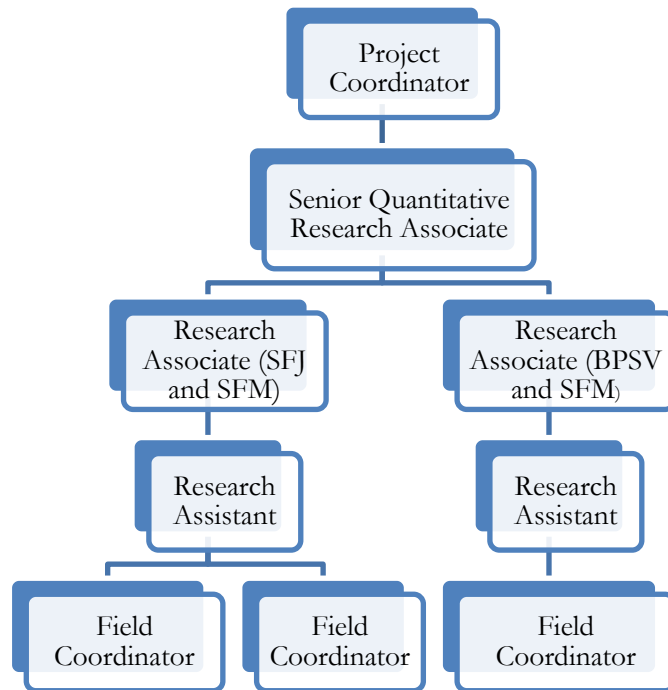 Project
Coordinator
Senior Quantitative
Research Associate
Research
Associate (SFJ
and SFM)
Research
Associate (BPSV
and SFM)
Research
Assistant
Research
Assistant
Field
Coordinator
Field
Coordinator
Field
Coordinator